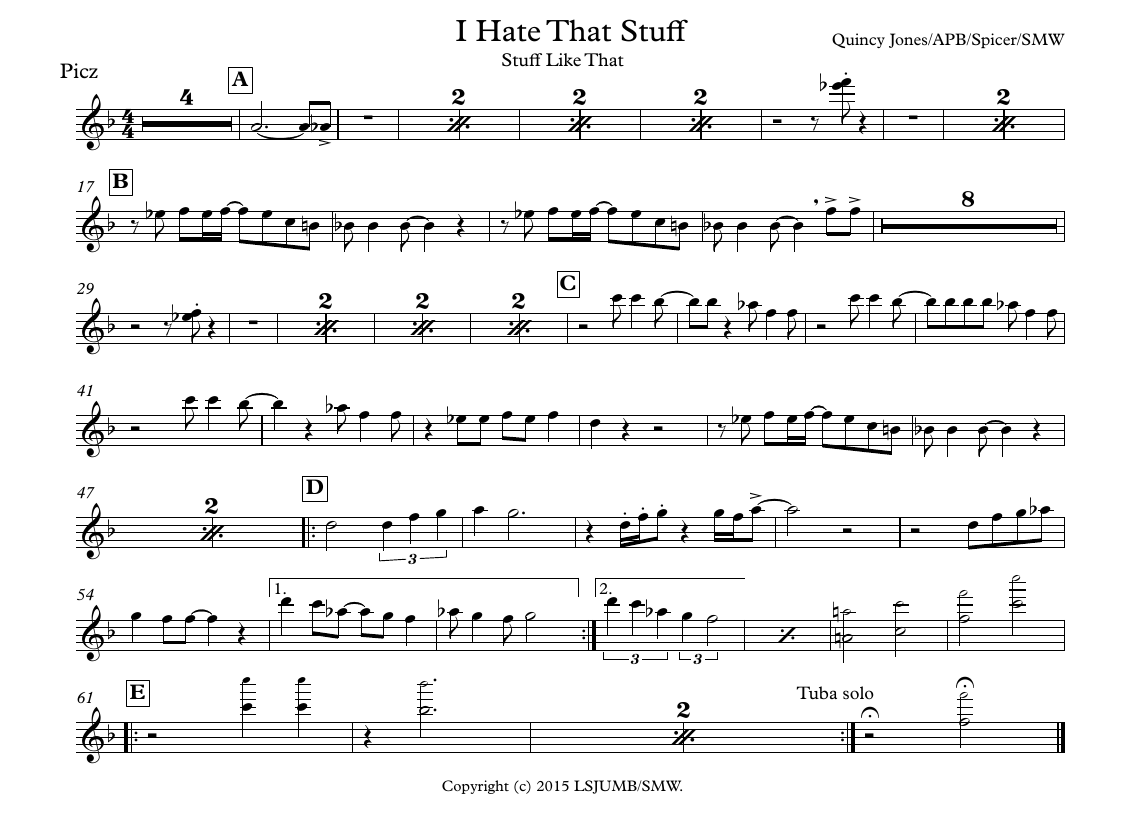 I Hate That Stuff
Stuff Like That
Quincy Jones/APB/Spicer/SMW
Picz
A
4 2 2 2 2
4
4
17 B
8
29 C
2 2 2
41
47 D
2
3
54
1. 2.
3 3
61 E
Tuba solo
2
Copyright (c) 2015 LSJUMB/SMW.